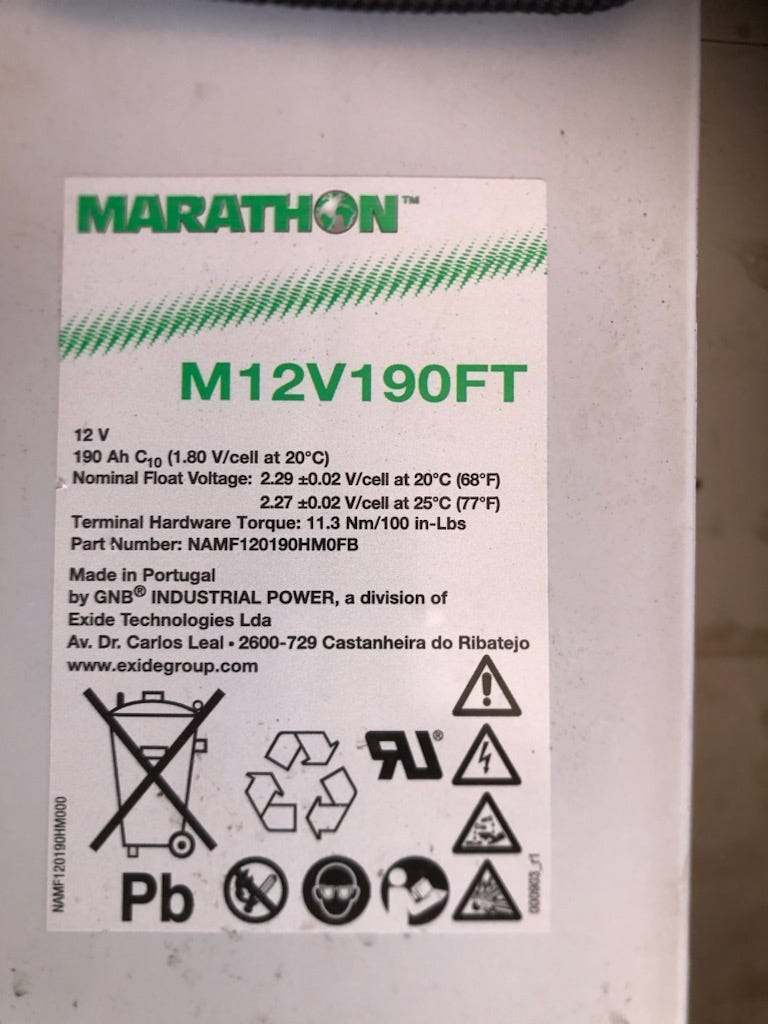 MARATHON™
M12V190FT
12 V
190 Ah C₁₀ (1.80 V/cell at 20°C)
Nominal Float Voltage: 2.29 ±0.02 V/cell at 20°C (68°F)
2.27 ±0.02 V/cell at 25°C (77°F)
Terminal Hardware Torque: 11.3 Nm/100 in-Lbs
Part Number: NAMF120190HM0FB
Made in Portugal
by GNB® INDUSTRIAL POWER, a division of
Exide Technologies Lda
Av. Dr. Carlos Leal • 2600-729 Castanheira do Ribatejo
www.exidegroup.com
RU®
Pb
NAMF120190HM000
000903_r1